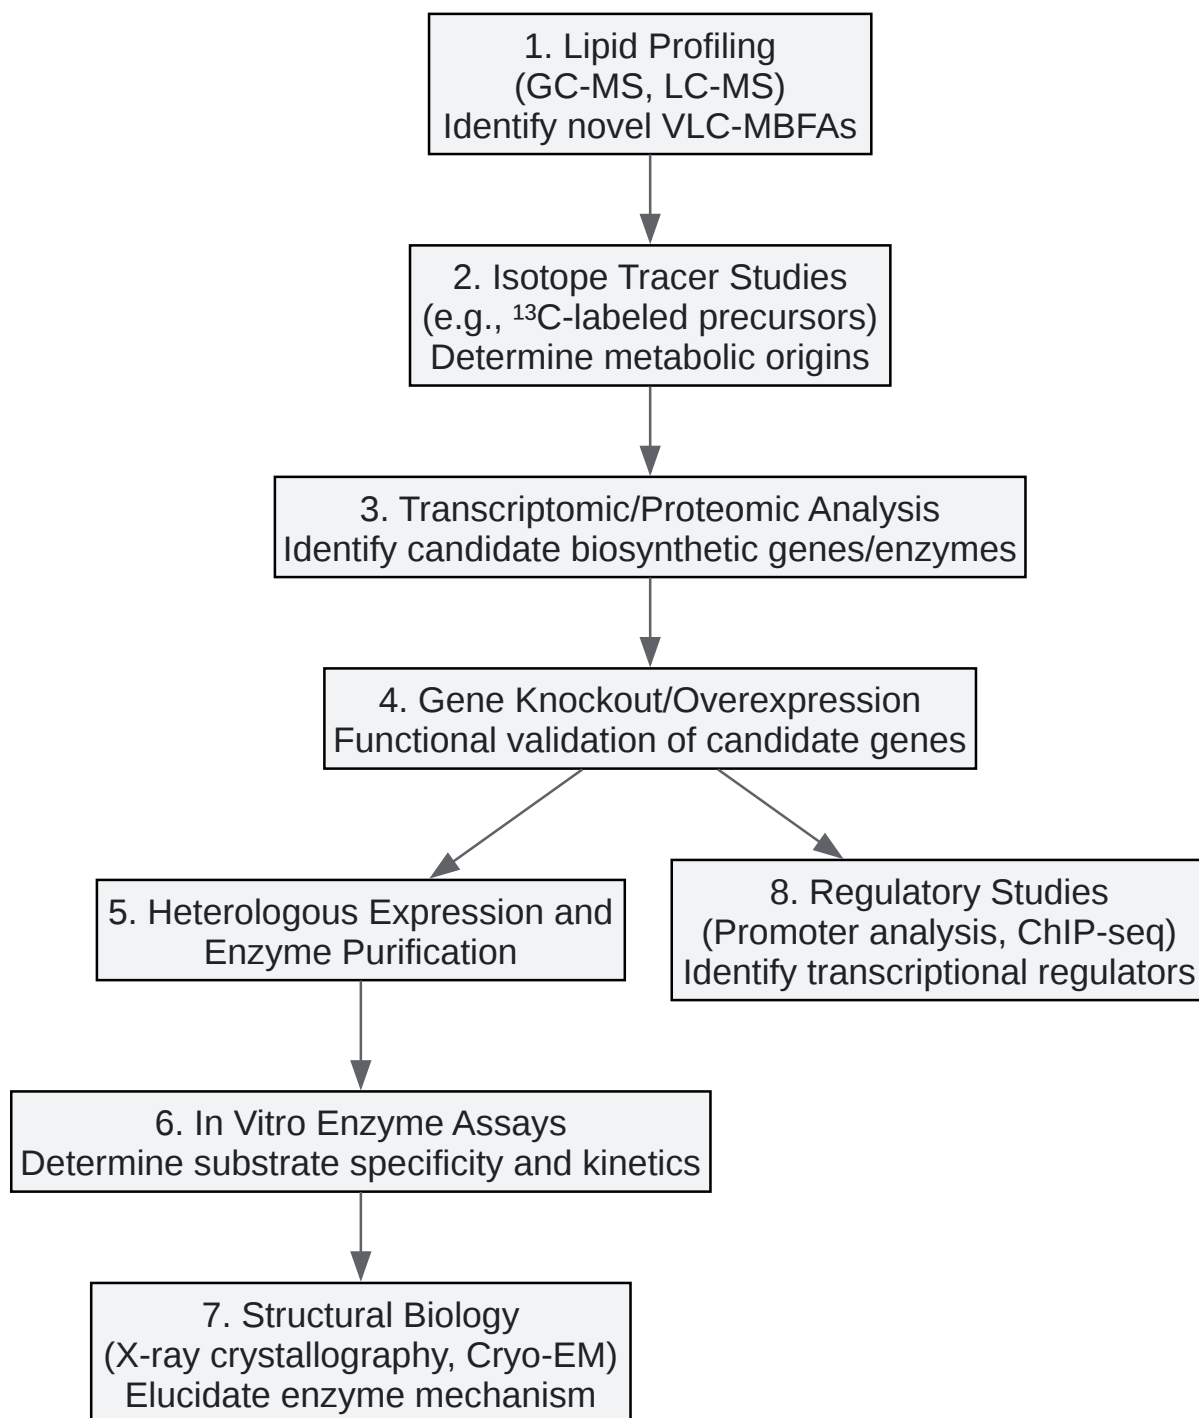 1. Lipid Profiling
(GC-MS, LC-MS)
Identify novel VLC-MBFAs
2. Isotope Tracer Studies
(e.g., ¹³C-labeled precursors)
Determine metabolic origins
3. Transcriptomic/Proteomic Analysis
Identify candidate biosynthetic genes/enzymes
4. Gene Knockout/Overexpression
Functional validation of candidate genes
5. Heterologous Expression and
Enzyme Purification
8. Regulatory Studies
(Promoter analysis, ChIP-seq)
Identify transcriptional regulators
6. In Vitro Enzyme Assays
Determine substrate specificity and kinetics
7. Structural Biology
(X-ray crystallography, Cryo-EM)
Elucidate enzyme mechanism